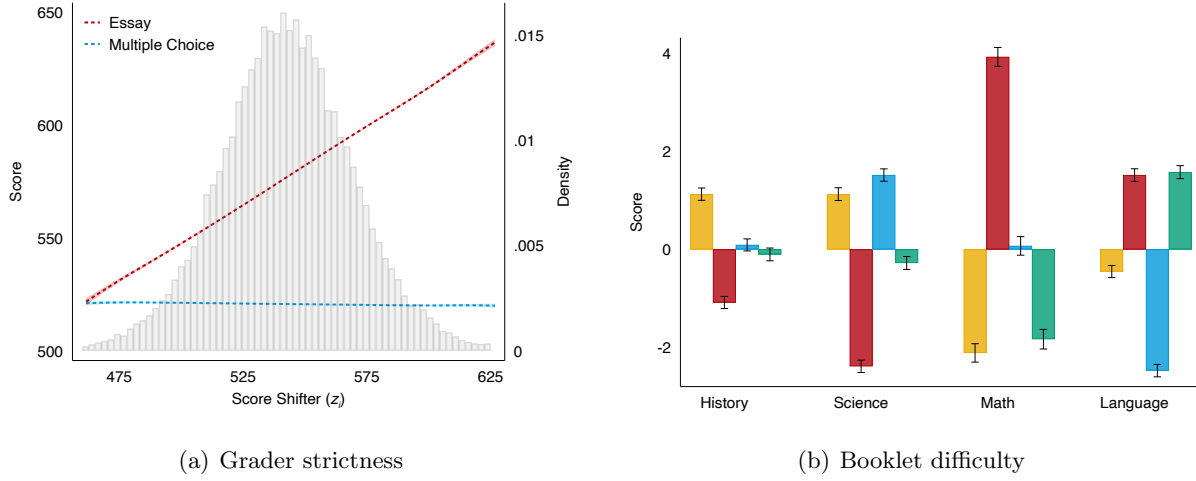 650
600
550
500
Score
Essay
Multiple Choice
.015
.01
.005
0
Density
475
525
575
625
Score Shifter (zᵢ)
(a) Grader strictness
4
2
0
-2
Score
History
Science
Math
Language
(b) Booklet difficulty